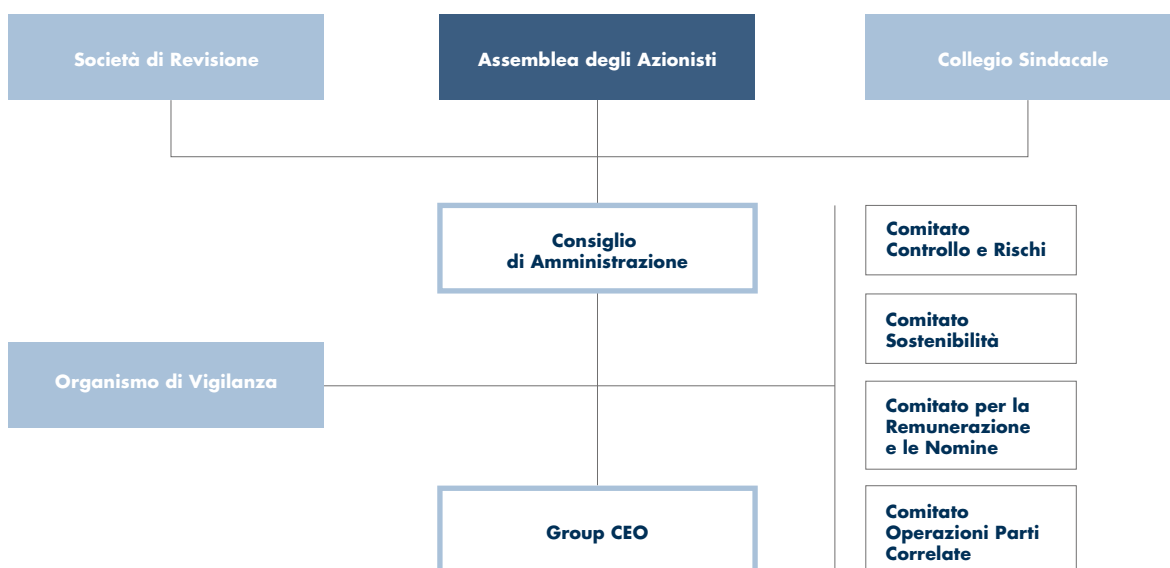 Società di Revisione
Assemblea degli Azionisti
Collegio Sindacale
Consiglio
di Amministrazione
Comitato
Controllo e Rischi
Comitato
Sostenibilità
Organismo di Vigilanza
Comitato per la
Remunerazione
e le Nomine
Group CEO
Comitato
Operazioni Parti
Correlate